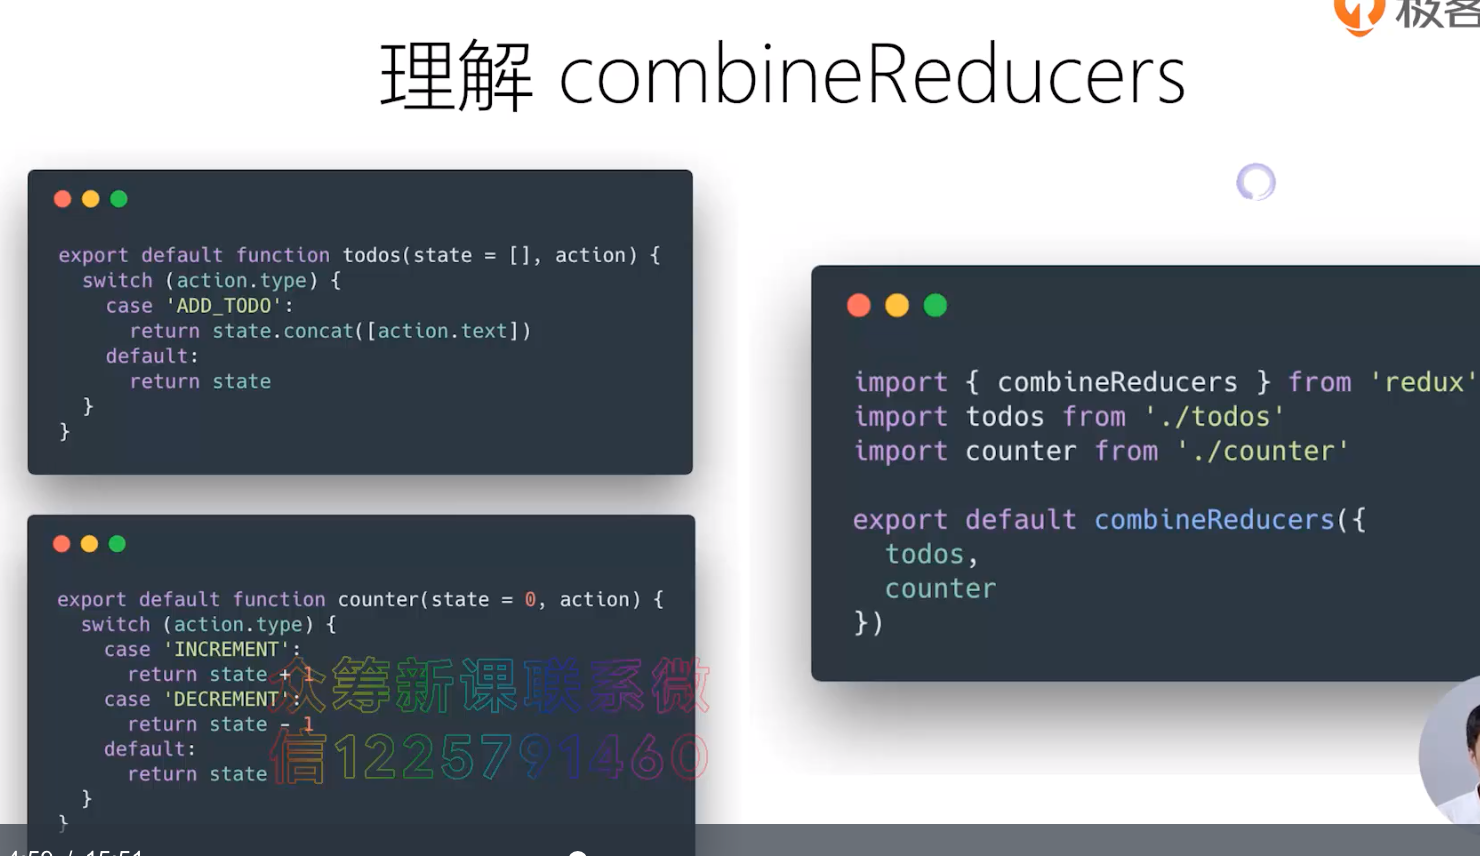 极客
理解 combineReducers
export default function todos(state = [], action) {
switch (action.type) {
case 'ADD_TODO':
return state.concat([action.text])
default:
return state
}
}
export default function counter(state = 0, action) {
switch (action.type) {
case 'INCREMENT':
return state + 1
case 'DECREMENT':
return state - 1
default:
return state
}
}
import { combineReducers } from 'redux'
import todos from './todos'
import counter from './counter'
export default combineReducers({
todos,
counter
})
众筹新课联系微
信1225791460
4:59 / 15:51